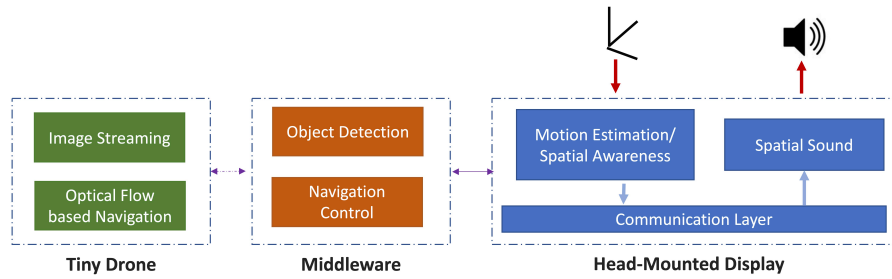 Image Streaming
Optical Flow
based Navigation
Tiny Drone
Object Detection
Navigation
Control
Middleware
Motion Estimation/
Spatial Awareness
Spatial Sound
Communication Layer
Head-Mounted Display